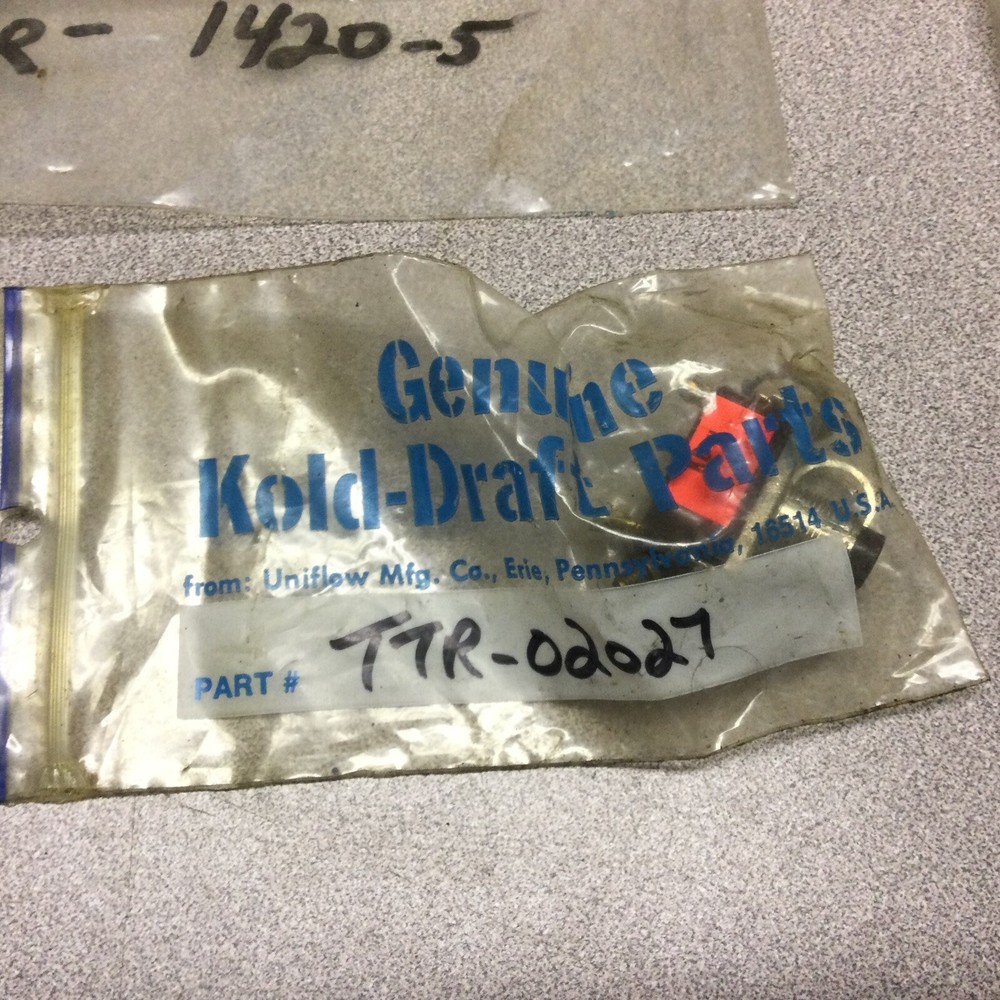 R- 1420-5
Genuine
Kold-Draft Parts
from: Uniflow Mfg. Co., Erie, Pennsylvania, 16514 U.S.A
PART # TTR-02027